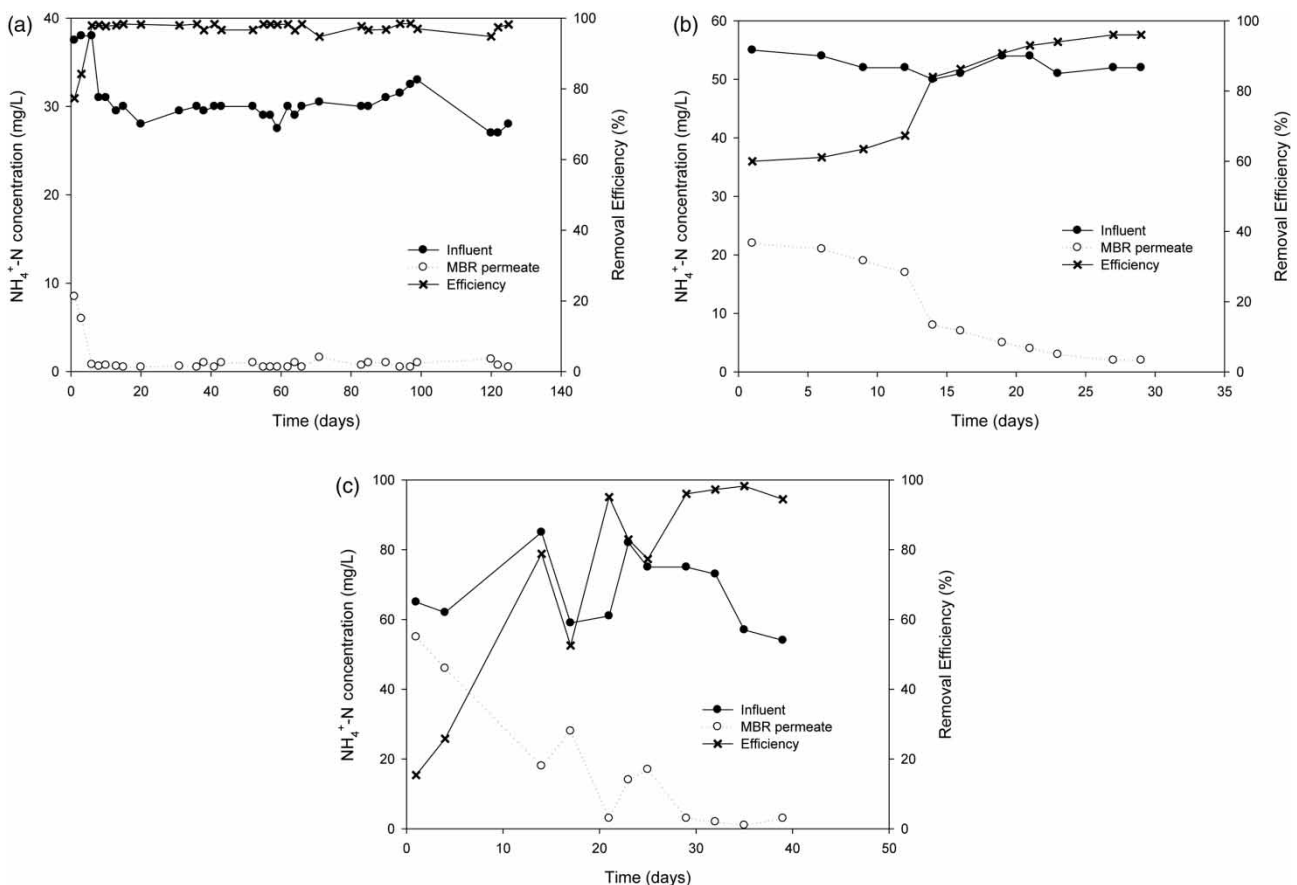 (a)
NH₄⁺-N concentration (mg/L)
40
30
20
10
0
Influent
MBR permeate
Efficiency
100
80
60
40
20
0
Removal Efficiency (%)
0 20 40 60 80 100 120 140
Time (days)
(b)
NH₄⁺-N concentration (mg/L)
60
50
40
30
20
10
0
Influent
MBR permeate
Efficiency
100
80
60
40
20
0
Removal Efficiency (%)
0 5 10 15 20 25 30 35
Time (days)
(c)
NH₄⁺-N concentration (mg/L)
100
80
60
40
20
0
Influent
MBR permeate
Efficiency
100
80
60
40
20
0
Removal Efficiency (%)
0 10 20 30 40 50
Time (days)